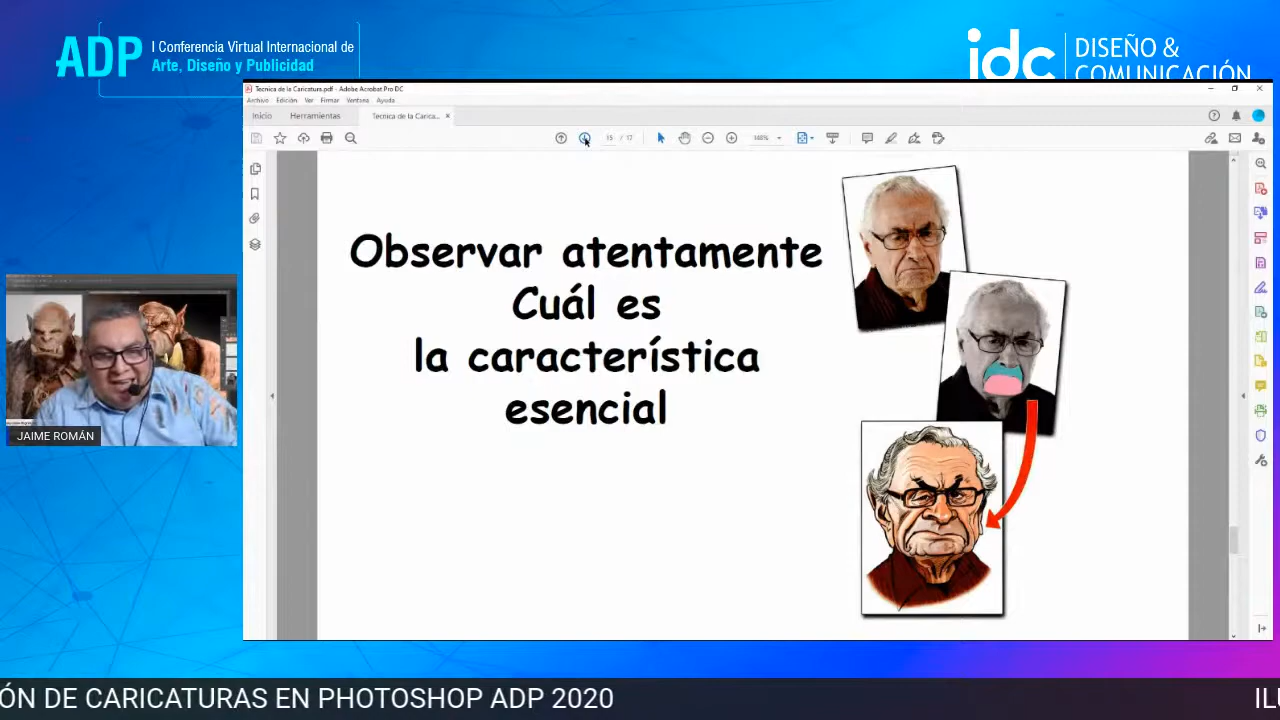 ADP
I Conferencia Virtual Internacional de
Arte, Diseño y Publicidad
idc
DISEÑO &
COMUNICACIÓN
Tecnica de la Caricatura.pdf - Adobe Acrobat Pro DC
Archivo Edición Ver Firmar Ventana Ayuda
Inicio Herramientas Tecnica de la Carica... ×
15 / 17
Observar atentamente
Cuál es
la característica
esencial
JAIME ROMÁN
ÓN DE CARICATURAS EN PHOTOSHOP ADP 2020